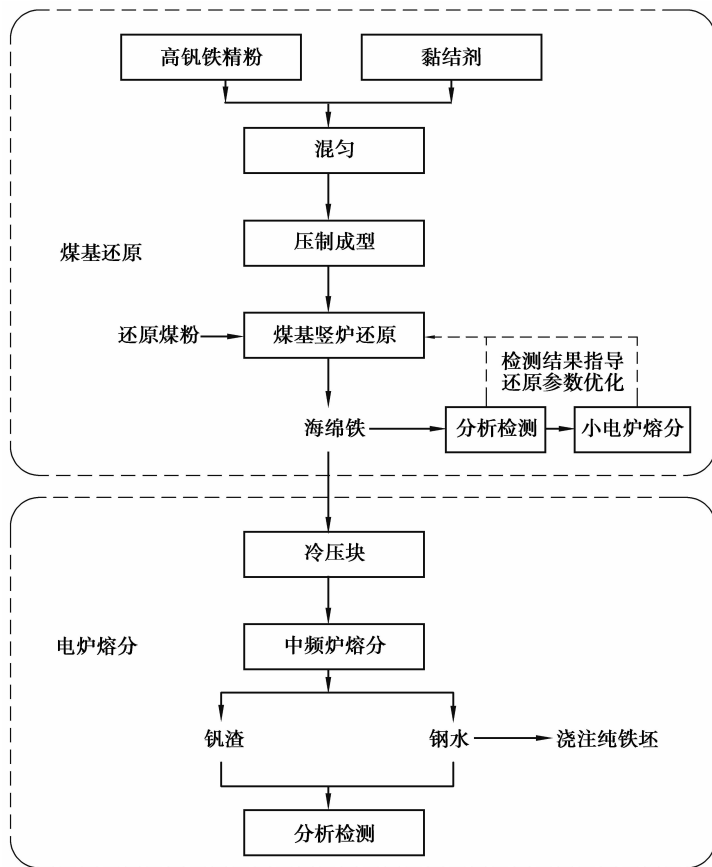 高钒铁精粉
黏结剂
混匀
压制成型
煤基还原
还原煤粉
煤基竖炉还原
检测结果指导
还原参数优化
海绵铁
分析检测
小电炉熔分
冷压块
电炉熔分
中频炉熔分
钒渣
钢水
浇注纯铁坯
分析检测